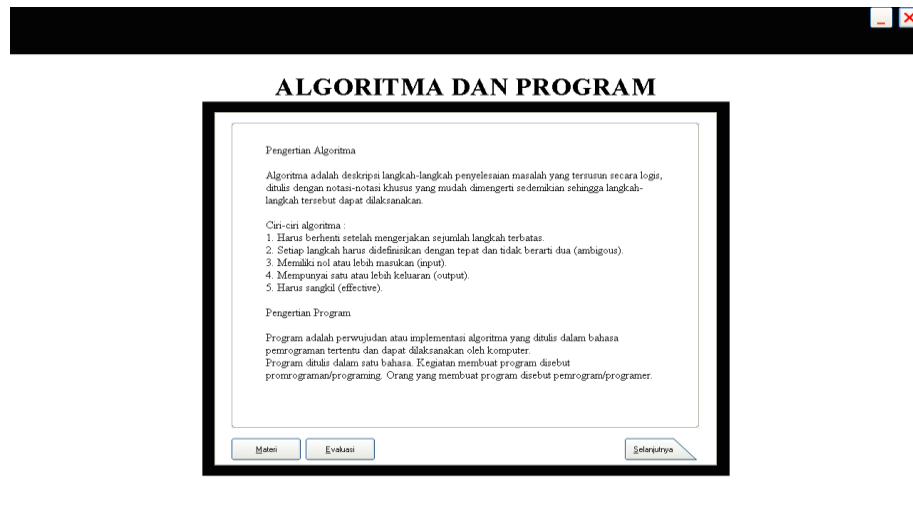 ALGORITMA DAN PROGRAM
Pengertian Algoritma
Algoritma adalah deskripsi langkah-langkah penyelesaian masalah yang tersusun secara logis,
ditulis dengan notasi-notasi khusus yang mudah dimengerti sedemikian sehingga langkah-
langkah tersebut dapat dilaksanakan.
Ciri-ciri algoritma :
1. Harus berhenti setelah mengerjakan sejumlah langkah terbatas.
2. Setiap langkah harus didefinisikan dengan tepat dan tidak berarti dua (ambigous).
3. Memiliki nol atau lebih masukan (input).
4. Mempunyai satu atau lebih keluaran (output).
5. Harus sangkil (effective).
Pengertian Program
Program adalah perwujudan atau implementasi algoritma yang ditulis dalam bahasa
pemrograman tertentu dan dapat dilaksanakan oleh komputer.
Program ditulis dalam satu bahasa. Kegiatan membuat program disebut
promrograman/programing. Orang yang membuat program disebut pemrogram/programer.
Materi Evaluasi Selanjutnya